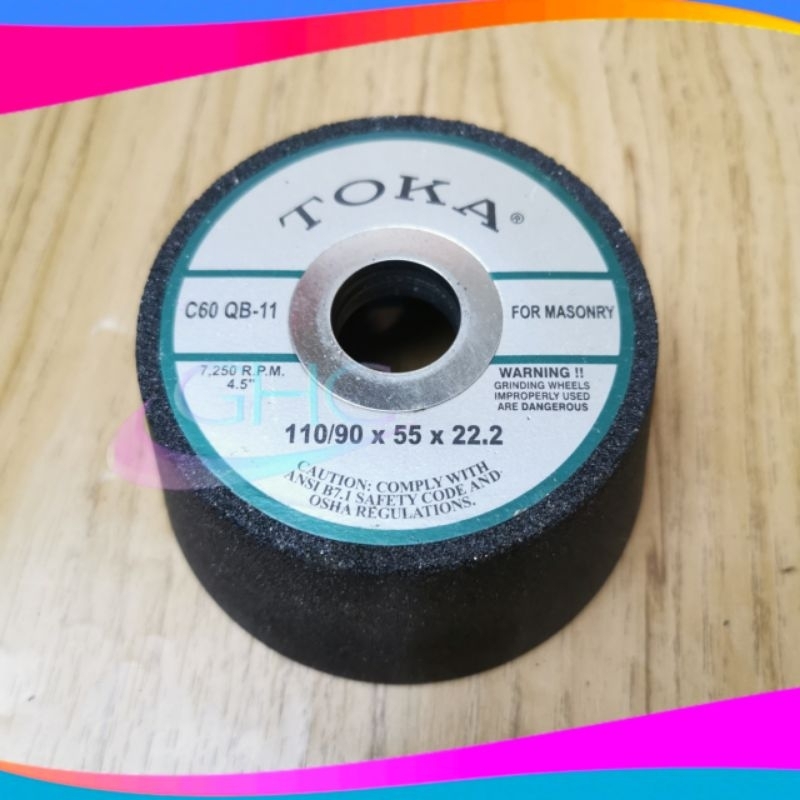 TOKA®
C60 QB-11
FOR MASONRY
7,250 R.P.M.
4.5"
WARNING !!
GRINDING WHEELS
IMPROPERLY USED
ARE DANGEROUS
GHC
110/90 x 55 x 22.2
CAUTION: COMPLY WITH
ANSI B7.1 SAFETY CODE AND
OSHA REGULATIONS.